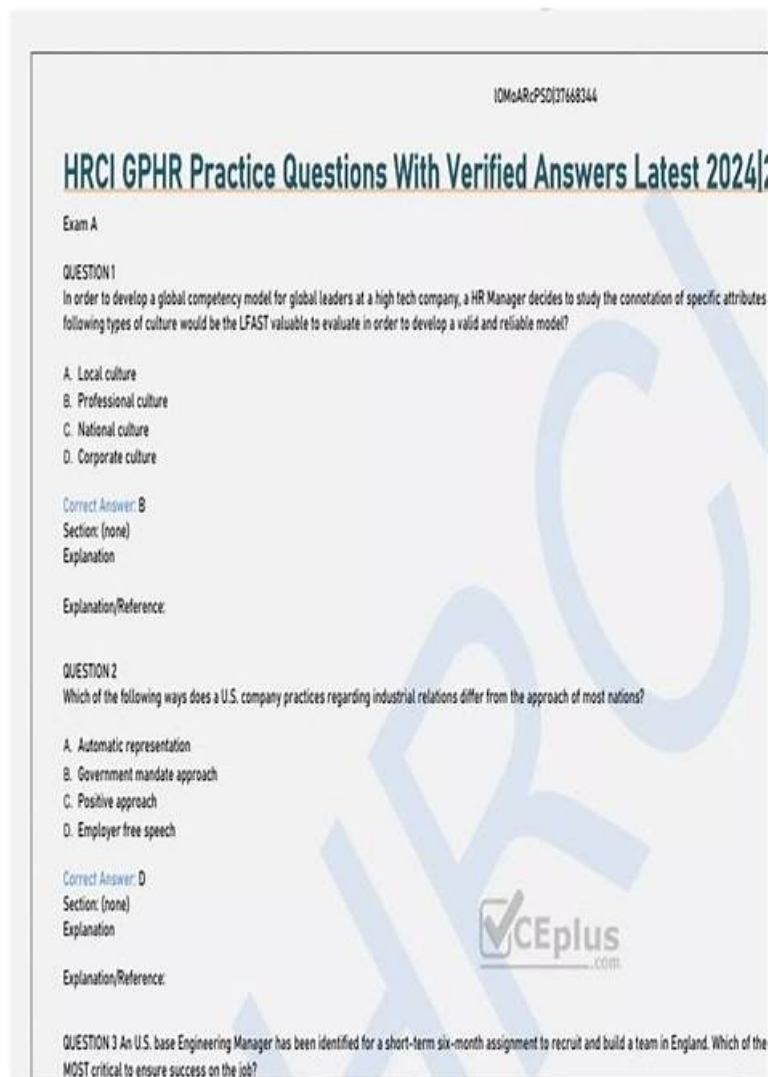 IOMoARcPSD|37668344
HRCI GPHR Practice Questions With Verified Answers Latest 2024|2
Exam A
QUESTION 1
In order to develop a global competency model for global leaders at a high tech company, a HR Manager decides to study the connotation of specific attributes
following types of culture would be the LFAST valuable to evaluate in order to develop a valid and reliable model?
A. Local culture
B. Professional culture
C. National culture
D. Corporate culture
Correct Answer: B
Section: (none)
Explanation
Explanation/Reference:
QUESTION 2
Which of the following ways does a U.S. company practices regarding industrial relations differ from the approach of most nations?
A. Automatic representation
B. Government mandate approach
C. Positive approach
D. Employer free speech
Correct Answer: D
Section: (none)
Explanation
CEplus
.com
Explanation/Reference:
QUESTION 3 An U.S. base Engineering Manager has been identified for a short-term six-month assignment to recruit and build a team in England. Which of the
MOST critical to ensure success on the job?
HRCI